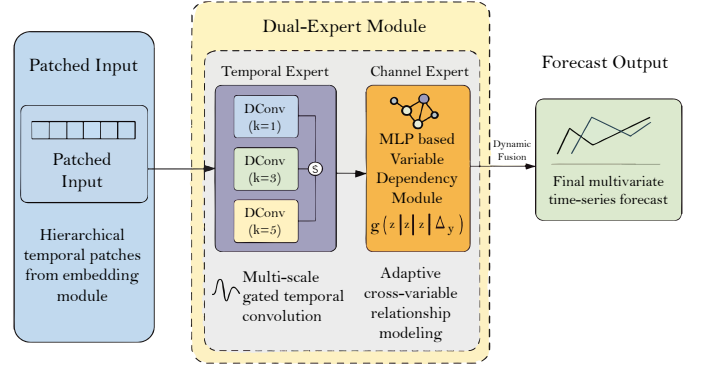 Dual-Expert Module
Patched Input
Patched
Input
Hierarchical
temporal patches
from embedding
module
Temporal Expert
DConv
(k=1)
DConv
(k=3)
DConv
(k=5)
S
Multi-scale
gated temporal
convolution
Channel Expert
MLP based
Variable
Dependency
Module
g(z|z|z|Δy)
Adaptive
cross-variable
relationship
modeling
Dynamic
Fusion
Forecast Output
Final multivariate
time-series forecast